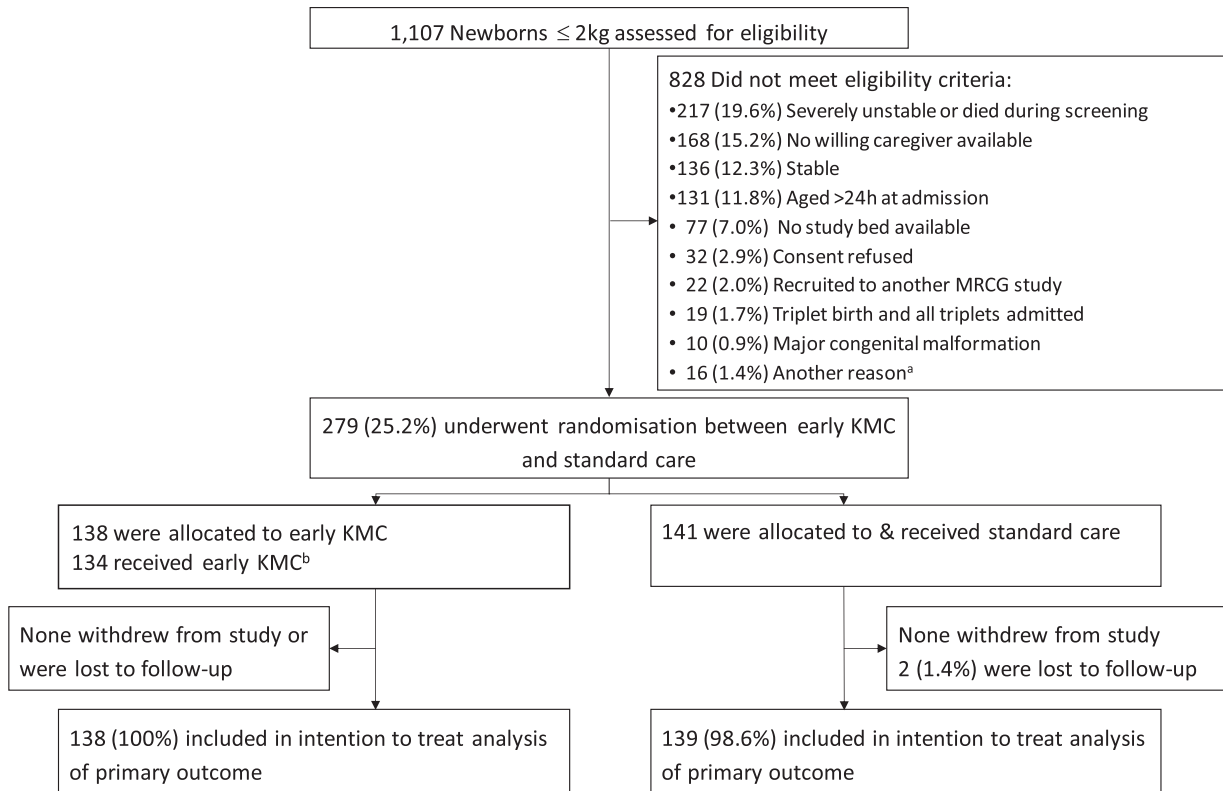 1,107 Newborns ≤ 2kg assessed for eligibility
828 Did not meet eligibility criteria:
•217 (19.6%) Severely unstable or died during screening
•168 (15.2%) No willing caregiver available
•136 (12.3%) Stable
•131 (11.8%) Aged >24h at admission
• 77 (7.0%) No study bed available
• 32 (2.9%) Consent refused
• 22 (2.0%) Recruited to another MRCG study
• 19 (1.7%) Triplet birth and all triplets admitted
• 10 (0.9%) Major congenital malformation
• 16 (1.4%) Another reasonᵃ
279 (25.2%) underwent randomisation between early KMC
and standard care
138 were allocated to early KMC
134 received early KMCᵇ
141 were allocated to & received standard care
None withdrew from study or
were lost to follow-up
None withdrew from study
2 (1.4%) were lost to follow-up
138 (100%) included in intention to treat analysis
of primary outcome
139 (98.6%) included in intention to treat analysis
of primary outcome